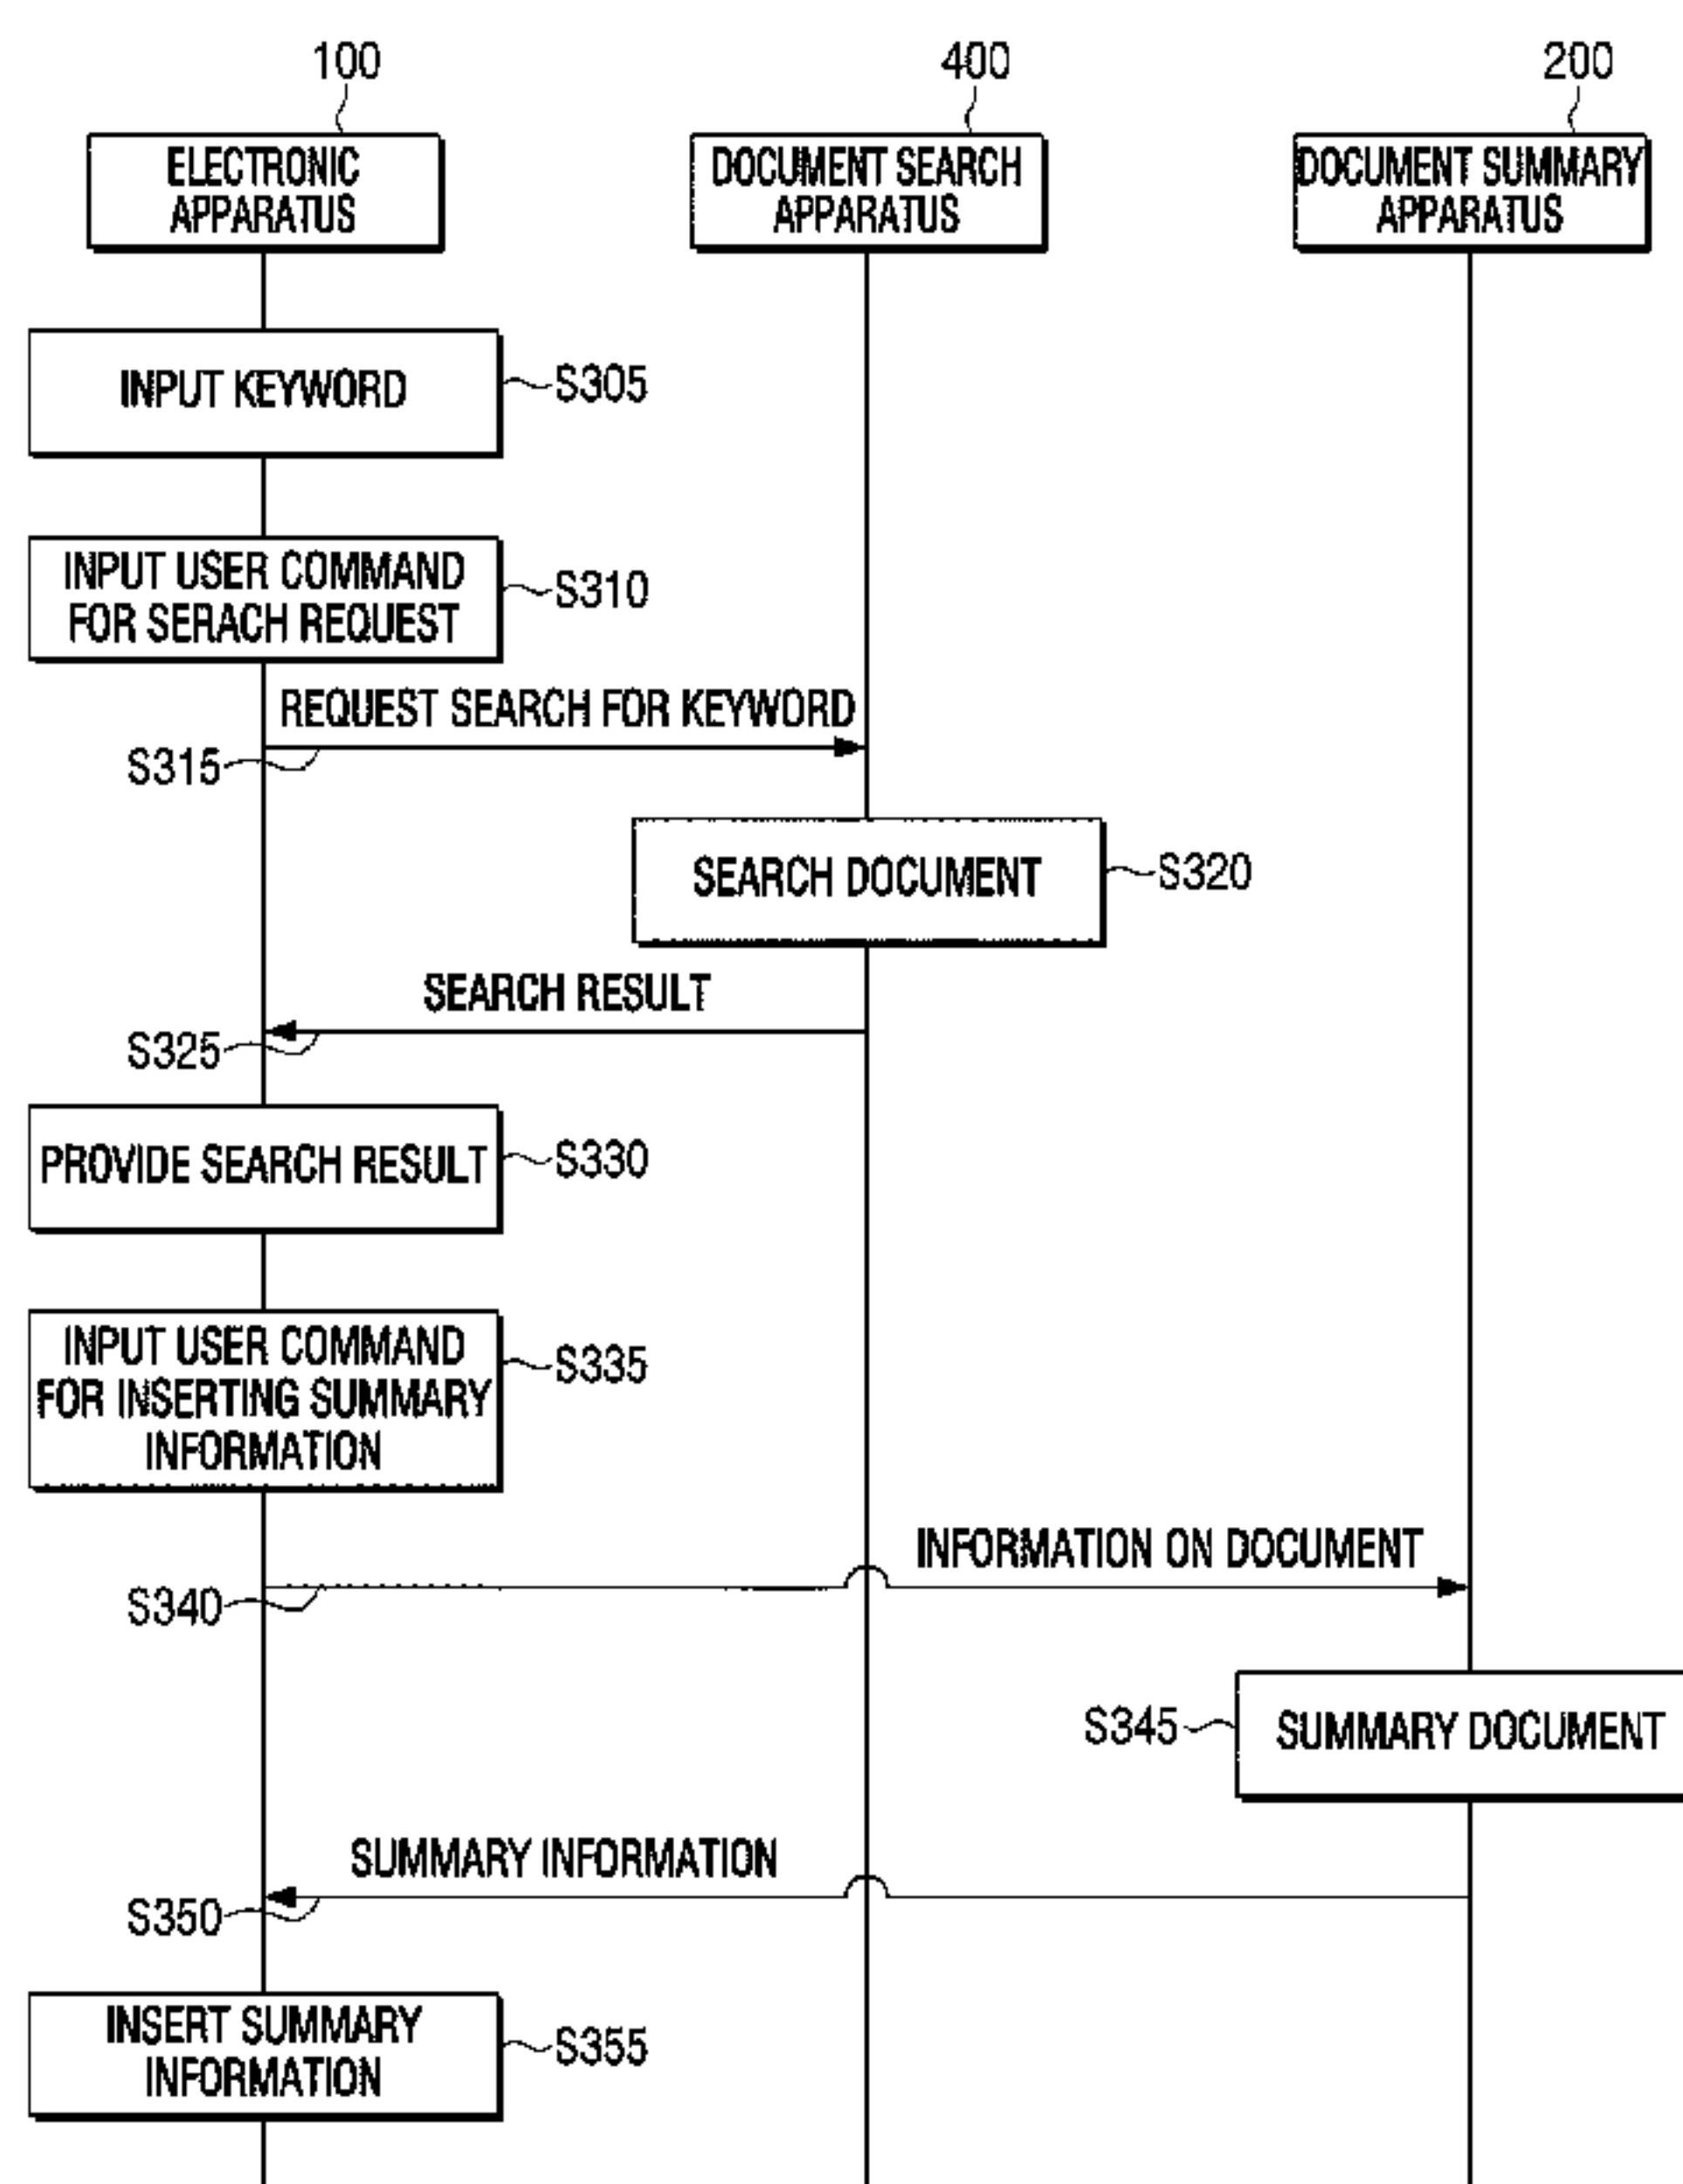 100
400
200
ELECTRONIC
APPARATUS
DOCUMENT SEARCH
APPARATUS
DOCUMENT SUMMARY
APPARATUS
INPUT KEYWORD
S305
INPUT USER COMMAND
FOR SERACH REQUEST
S310
REQUEST SEARCH FOR KEYWORD
S315
SEARCH DOCUMENT
S320
SEARCH RESULT
S325
PROVIDE SEARCH RESULT
S330
INPUT USER COMMAND
FOR INSERTING SUMMARY
INFORMATION
S335
INFORMATION ON DOCUMENT
S340
S345
SUMMARY DOCUMENT
SUMMARY INFORMATION
S350
INSERT SUMMARY
INFORMATION
S355